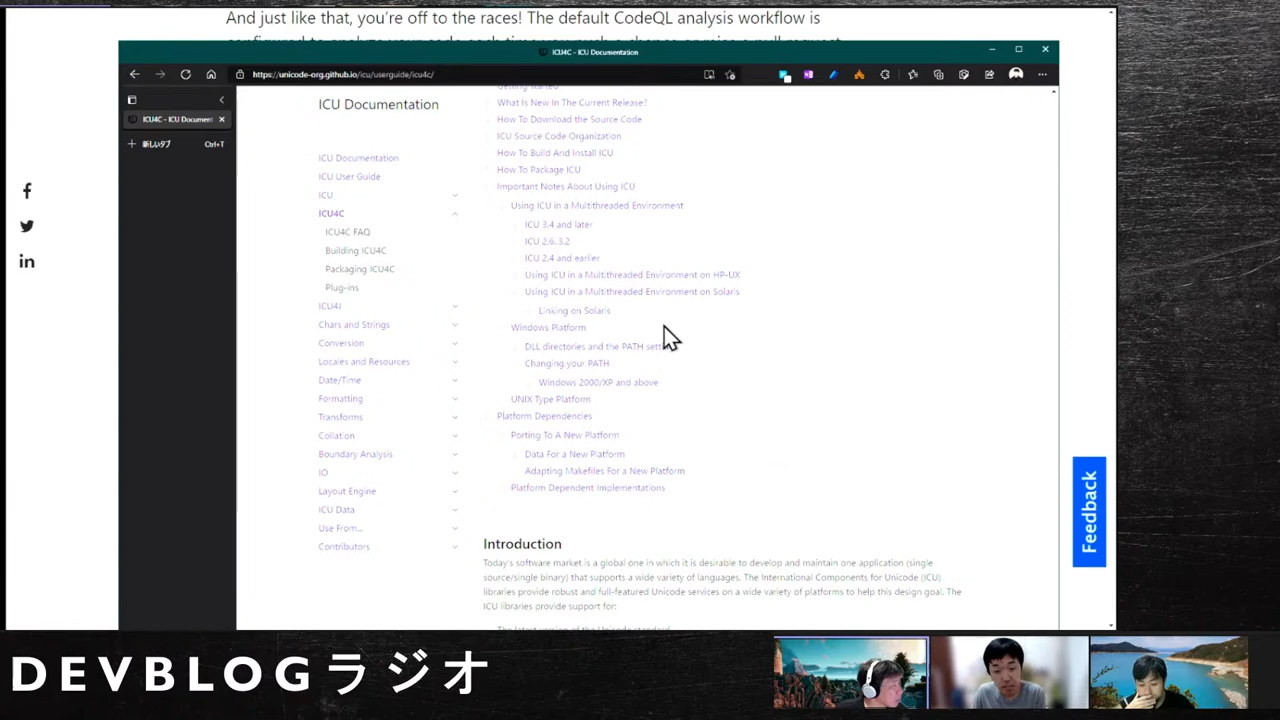 And just like that, you're off to the races! The default CodeQL analysis workflow is
ICU4C - ICU Documentation
https://unicode-org.github.io/icu/userguide/icu4c/
ICU4C - ICU Document
新しいタブ Ctrl+T
ICU Documentation
ICU Documentation
ICU User Guide
ICU
ICU4C
ICU4C FAQ
Building ICU4C
Packaging ICU4C
Plug-ins
ICU4J
Chars and Strings
Conversion
Locales and Resources
Date/Time
Formatting
Transforms
Collation
Boundary Analysis
IO
Layout Engine
ICU Data
Use From...
Contributors
Getting Started
What Is New In The Current Release?
How To Download the Source Code
ICU Source Code Organization
How To Build And Install ICU
How To Package ICU
Important Notes About Using ICU
Using ICU in a Multithreaded Environment
ICU 3.4 and later
ICU 2.6..3.2
ICU 2.4 and earlier
Using ICU in a Multithreaded Environment on HP-UX
Using ICU in a Multithreaded Environment on Solaris
Linking on Solaris
Windows Platform
DLL directories and the PATH
Changing your PATH
Windows 2000/XP and above
UNIX Type Platform
Platform Dependencies
Porting To A New Platform
Data For a New Platform
Adapting Makefiles For a New Platform
Platform Dependent Implementations
Introduction
Today's software market is a global one in which it is desirable to develop and maintain one application (single
source/single binary) that supports a wide variety of languages. The International Components for Unicode (ICU)
libraries provide robust and full-featured Unicode services on a wide variety of platforms to help this design goal. The
ICU libraries provide support for:
Feedback
DEVBLOGラジオ